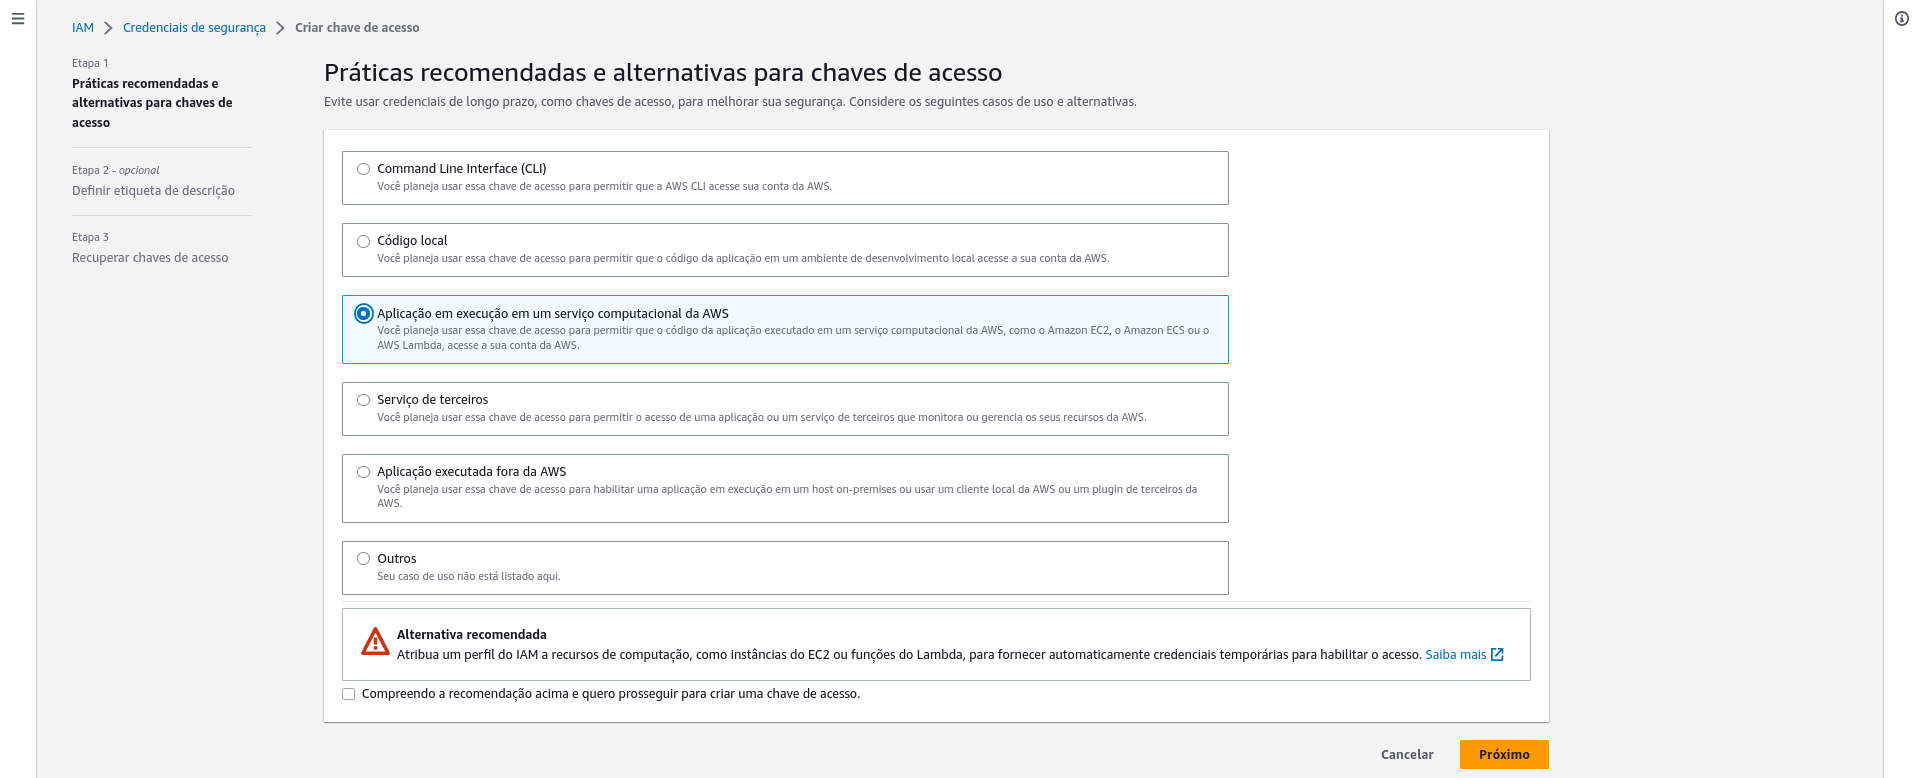 IAM
Credenciais de segurança
Criar chave de acesso
Etapa 1
Práticas recomendadas e
alternativas para chaves de
acesso
Etapa 2 - opcional
Definir etiqueta de descrição
Etapa 3
Recuperar chaves de acesso
Práticas recomendadas e alternativas para chaves de acesso
Evite usar credenciais de longo prazo, como chaves de acesso, para melhorar sua segurança. Considere os seguintes casos de uso e alternativas.
Command Line Interface (CLI)
Você planeja usar essa chave de acesso para permitir que a AWS CLI acesse sua conta da AWS.
Código local
Você planeja usar essa chave de acesso para permitir que o código da aplicação em um ambiente de desenvolvimento local acesse a sua conta da AWS.
Aplicação em execução em um serviço computacional da AWS
Você planeja usar essa chave de acesso para permitir que o código da aplicação executado em um serviço computacional da AWS, como o Amazon EC2, o Amazon ECS ou o
AWS Lambda, acesse a sua conta da AWS.
Serviço de terceiros
Você planeja usar essa chave de acesso para permitir o acesso de uma aplicação ou um serviço de terceiros que monitora ou gerencia os seus recursos da AWS.
Aplicação executada fora da AWS
Você planeja usar essa chave de acesso para habilitar uma aplicação em execução em um host on-premises ou usar um cliente local da AWS ou um plugin de terceiros da
AWS.
Outros
Seu caso de uso não está listado aqui.
Alternativa recomendada
Atribua um perfil do IAM a recursos de computação, como instâncias do EC2 ou funções do Lambda, para fornecer automaticamente credenciais temporárias para habilitar o acesso. Saiba mais
Compreendo a recomendação acima e quero prosseguir para criar uma chave de acesso.
Cancelar
Próximo